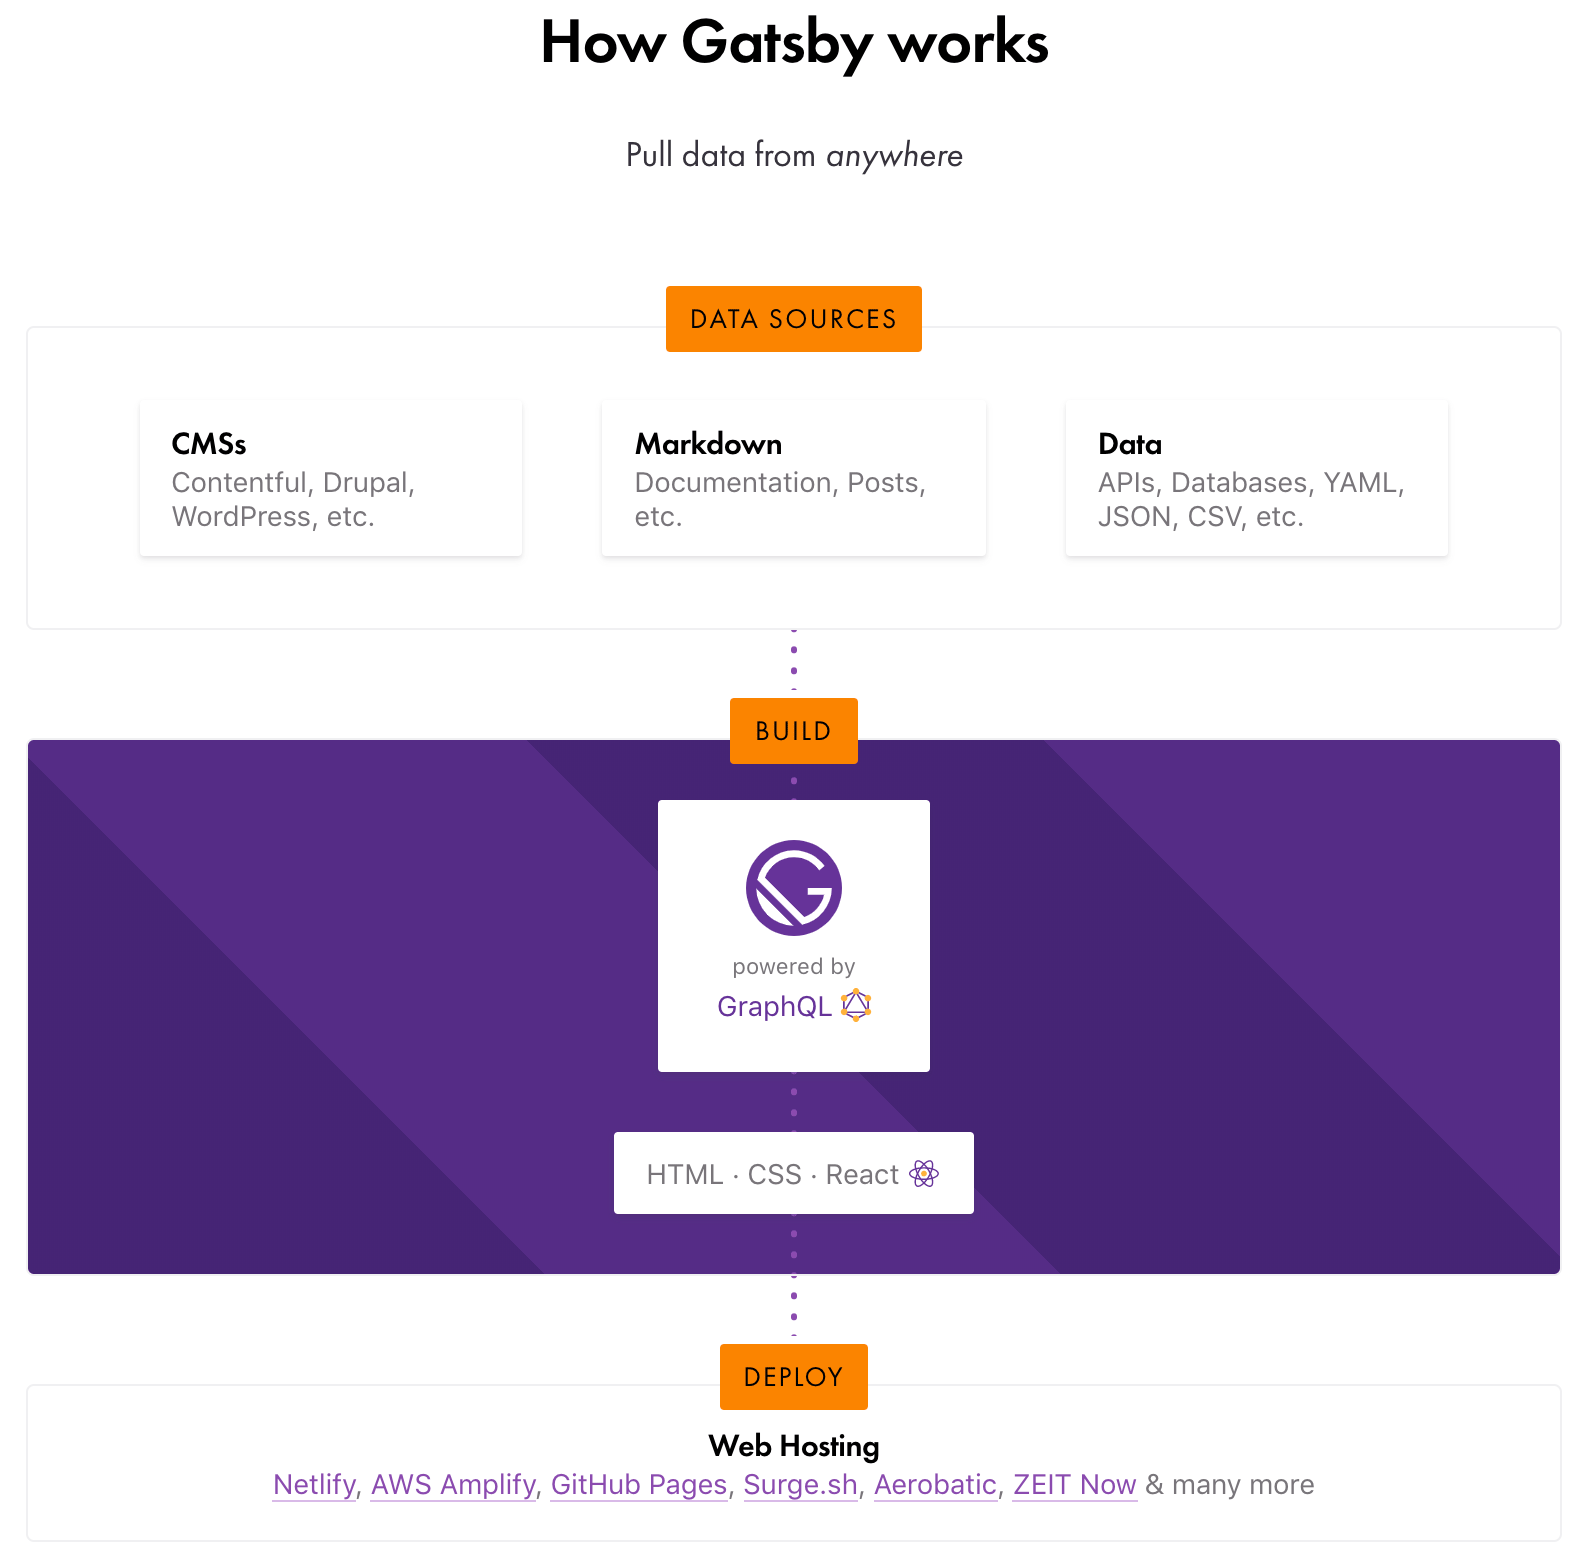 How Gatsby works
Pull data from anywhere
DATA SOURCES
CMSs
Contentful, Drupal,
WordPress, etc.
Markdown
Documentation, Posts,
etc.
Data
APIs, Databases, YAML,
JSON, CSV, etc.
BUILD
powered by
GraphQL
HTML · CSS · React
DEPLOY
Web Hosting
Netlify, AWS Amplify, GitHub Pages, Surge.sh, Aerobatic, ZEIT Now & many more